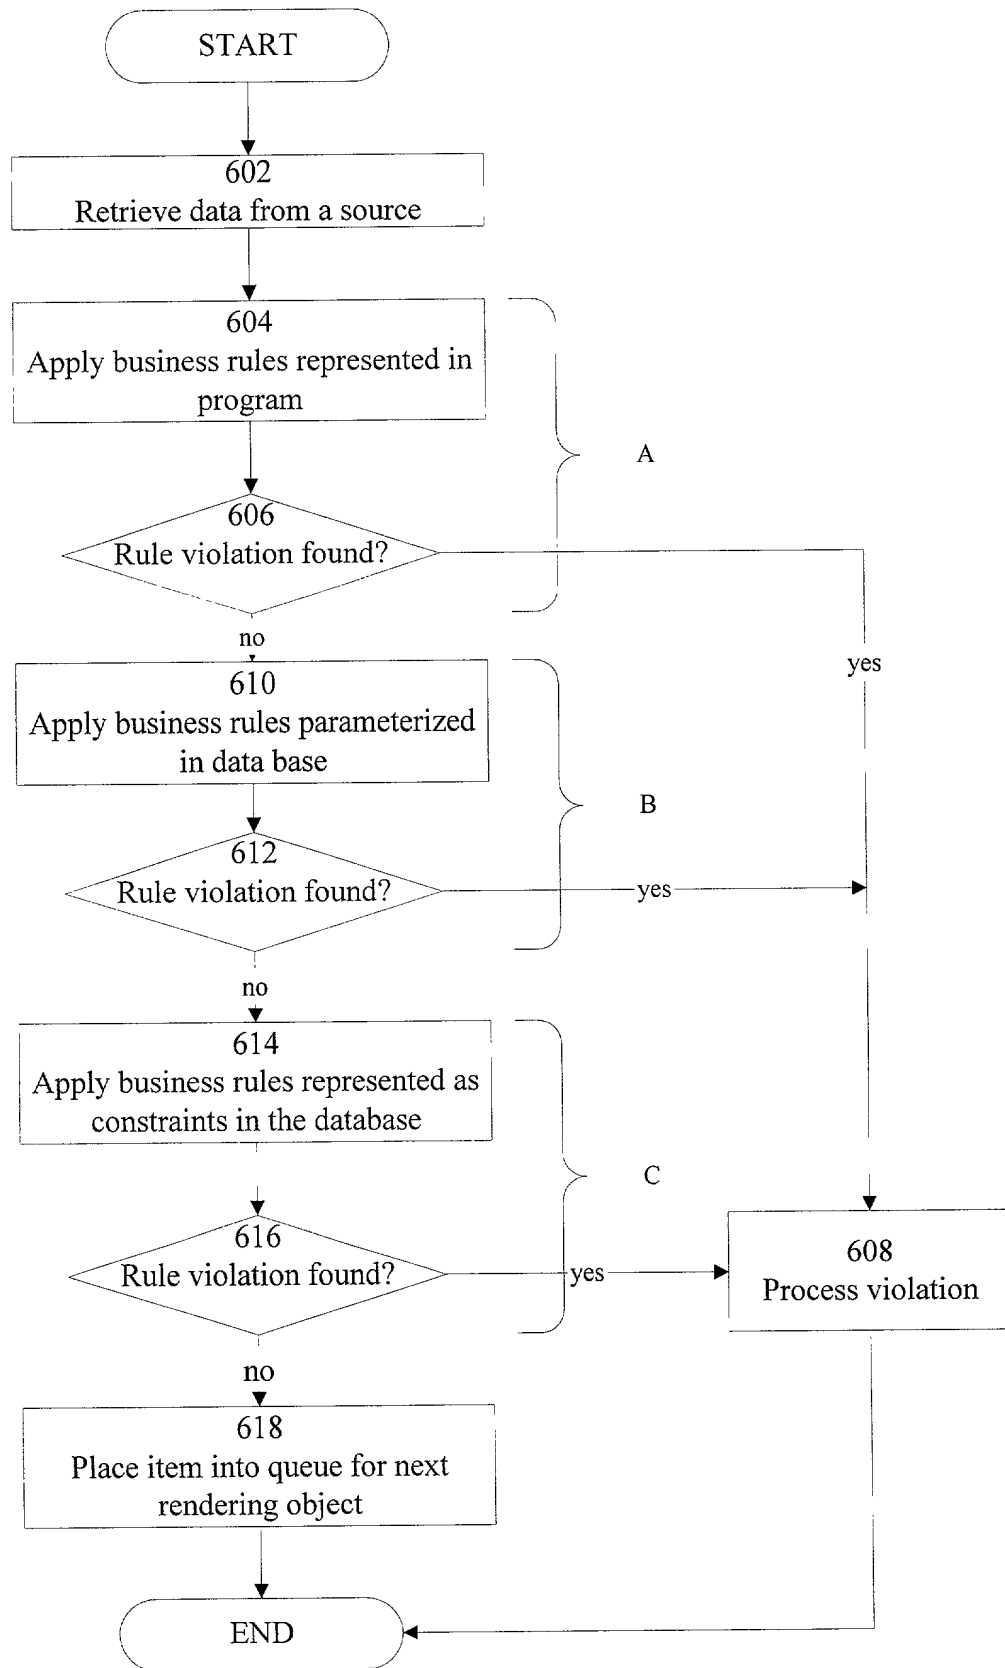 START
602
Retrieve data from a source
604
Apply business rules represented in
program
A
606
Rule violation found?
no
yes
610
Apply business rules parameterized
in data base
B
612
Rule violation found?
yes
no
614
Apply business rules represented as
constraints in the database
C
616
Rule violation found?
yes
608
Process violation
no
618
Place item into queue for next
rendering object
END